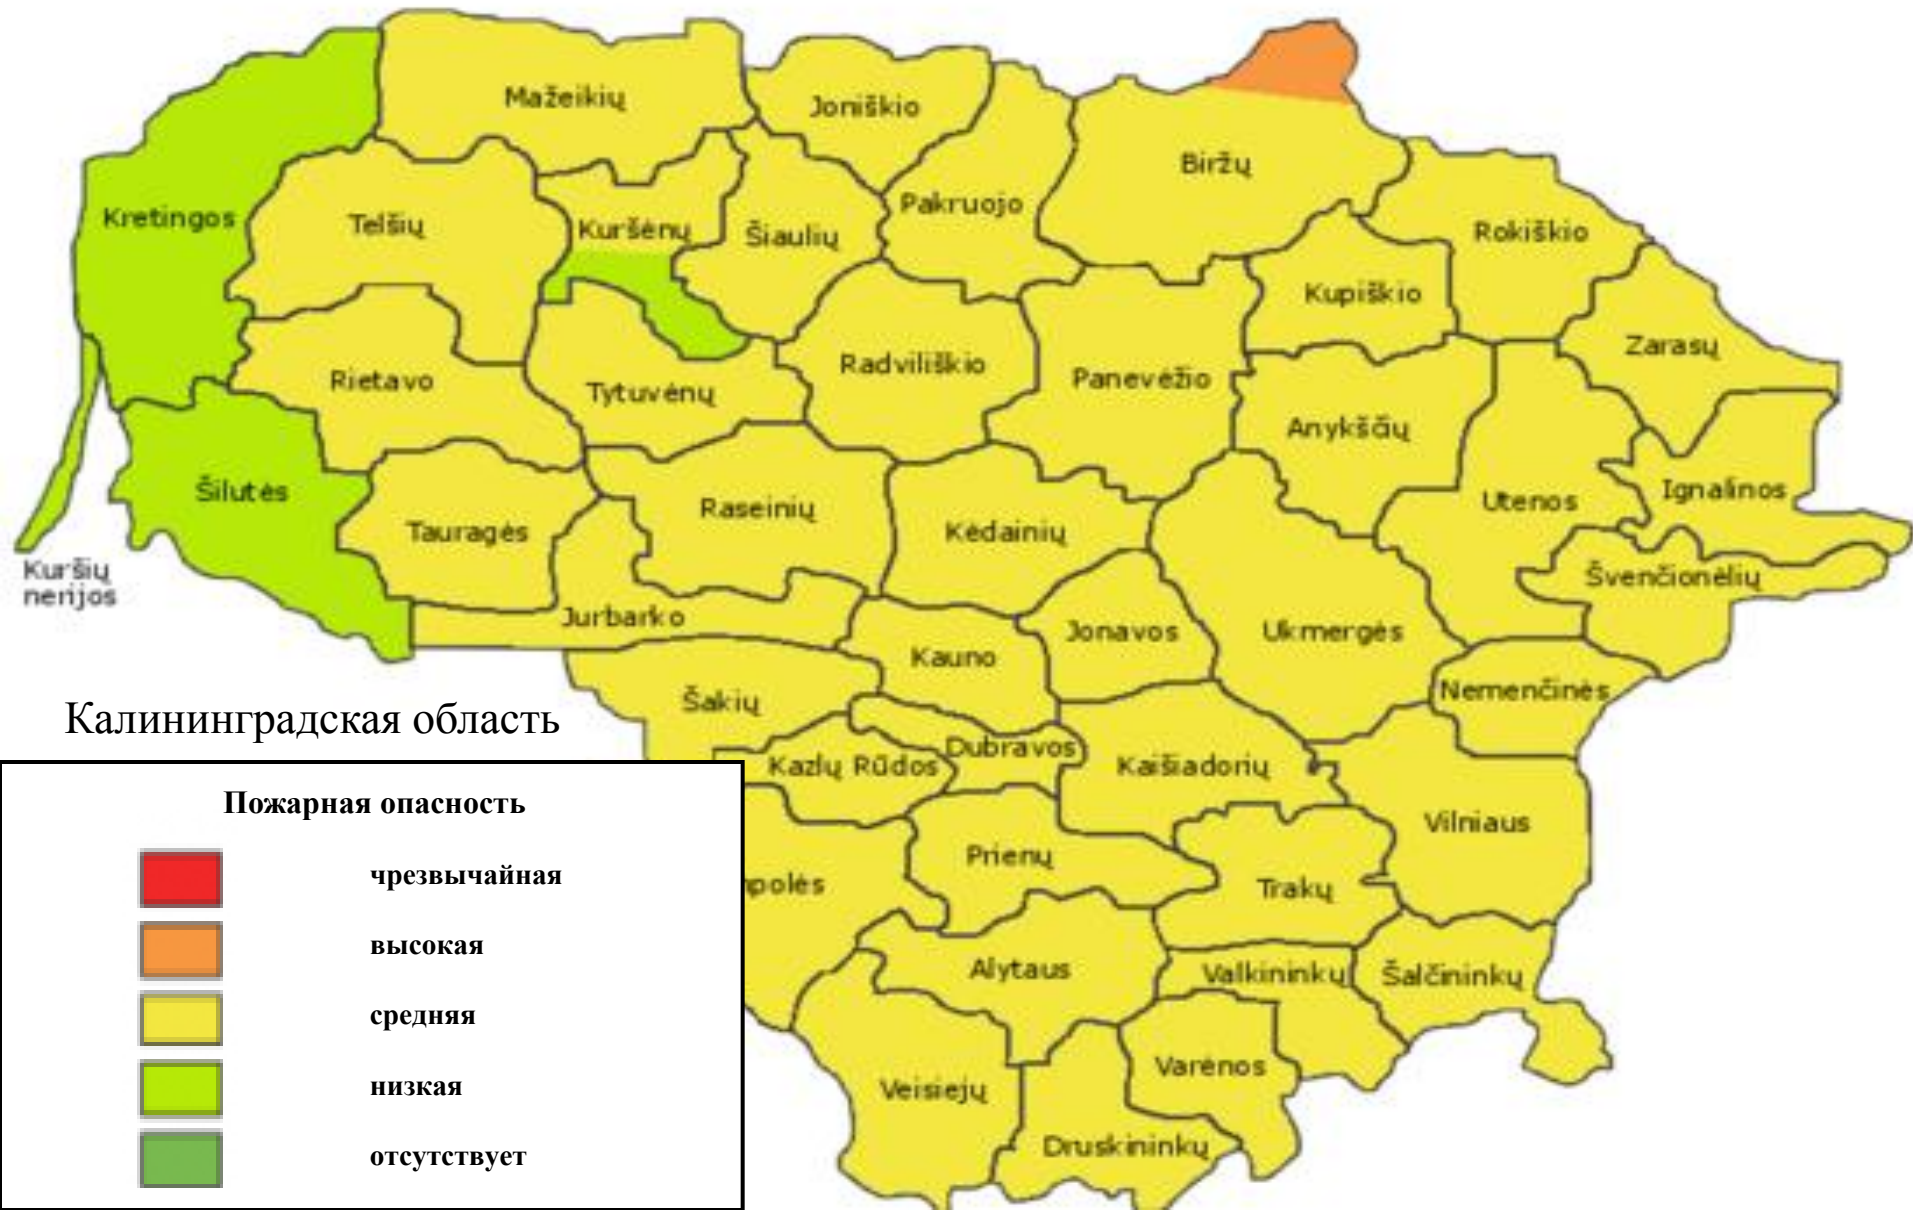 Mažeikių
Joniškio
Biržų
Kretingos
Telšių
Kuršėnų
Šiaulių
Pakruojo
Rokiškio
Kupiškio
Zarasų
Rietavo
Tytuvėnų
Radviliškio
Panevėžio
Anykščių
Šilutės
Tauragės
Raseinių
Kėdainių
Utenos
Ignalinos
Kuršių
nerijos
Švenčionėlių
Jurbarko
Kauno
Jonavos
Ukmergės
Nemenčinės
Šakių
Калининградская область
Kazlų Rūdos
Dubravos
Kaišiadorių
Vilniaus
Prienų
polės
Trakų
Alytaus
Valkininkų
Šalčininkų
Veisiejų
Varėnos
Druskininkų
Пожарная опасность
чрезвычайная
высокая
средняя
низкая
отсутствует